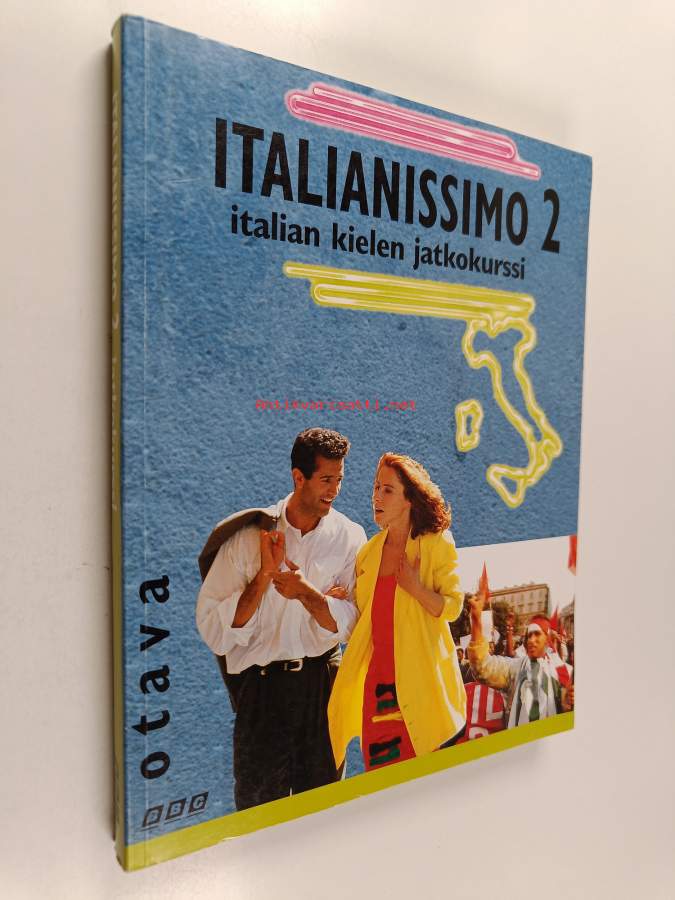 ITALIANISSIMO 2
italian kielen jatkokurssi
Antikvariaatti.net
otava
BBC